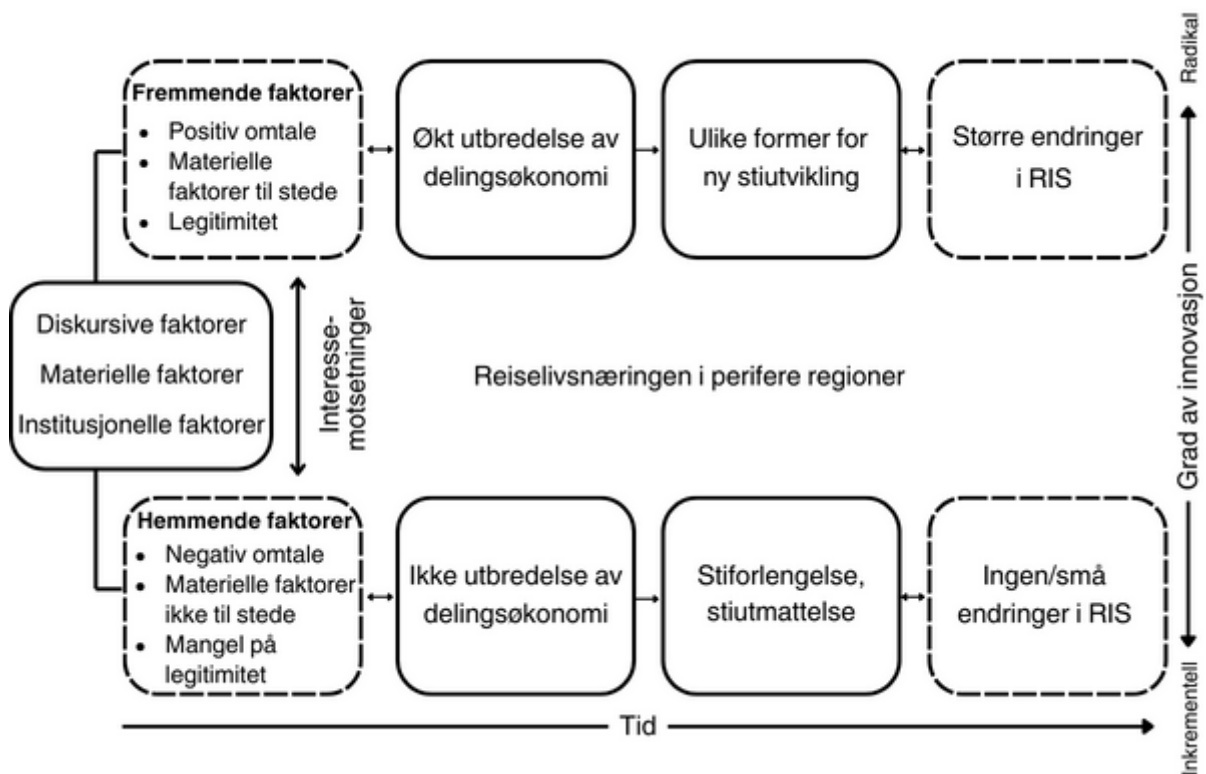 Radikal
Fremmende faktorer
• Positiv omtale
• Materielle
faktorer til stede
• Legitimitet
Økt utbredelse av
delingsøkonomi
Ulike former for
ny stiutvikling
Større endringer
i RIS
Diskursive faktorer
Materielle faktorer
Institusjonelle faktorer
Interesse-
motsetninger
Reiselivsnæringen i perifere regioner
Grad av innovasjon
Hemmende faktorer
• Negativ omtale
• Materielle faktorer
ikke til stede
• Mangel på
legitimitet
Ikke utbredelse av
delingsøkonomi
Stiforlengelse,
stiutmattelse
Ingen/små
endringer i RIS
Tid
Inkrementell